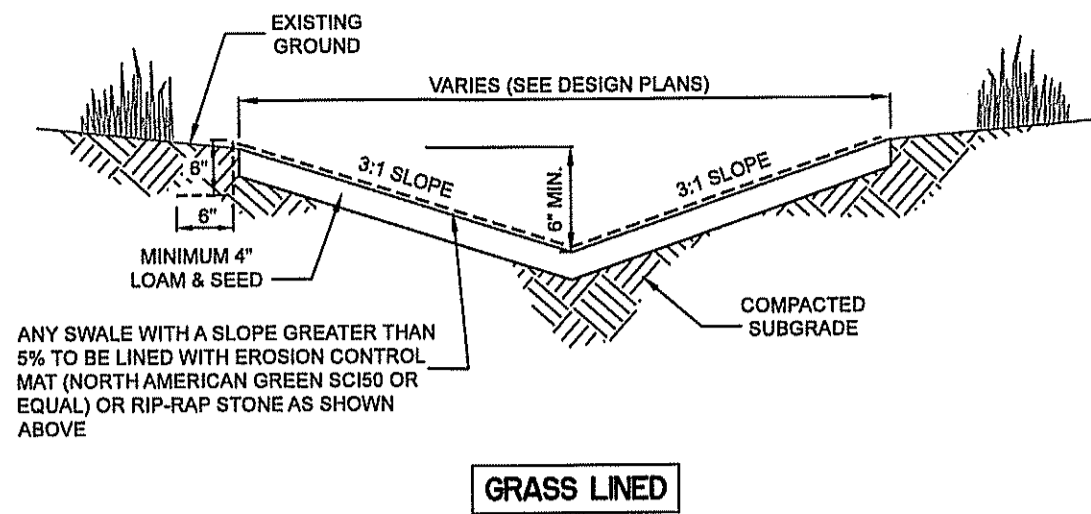 EXISTING
GROUND
VARIES (SEE DESIGN PLANS)
6"
6"
3:1 SLOPE
6" MIN.
3:1 SLOPE
MINIMUM 4"
LOAM & SEED
COMPACTED
SUBGRADE
ANY SWALE WITH A SLOPE GREATER THAN
5% TO BE LINED WITH EROSION CONTROL
MAT (NORTH AMERICAN GREEN SCI50 OR
EQUAL) OR RIP-RAP STONE AS SHOWN
ABOVE
GRASS LINED